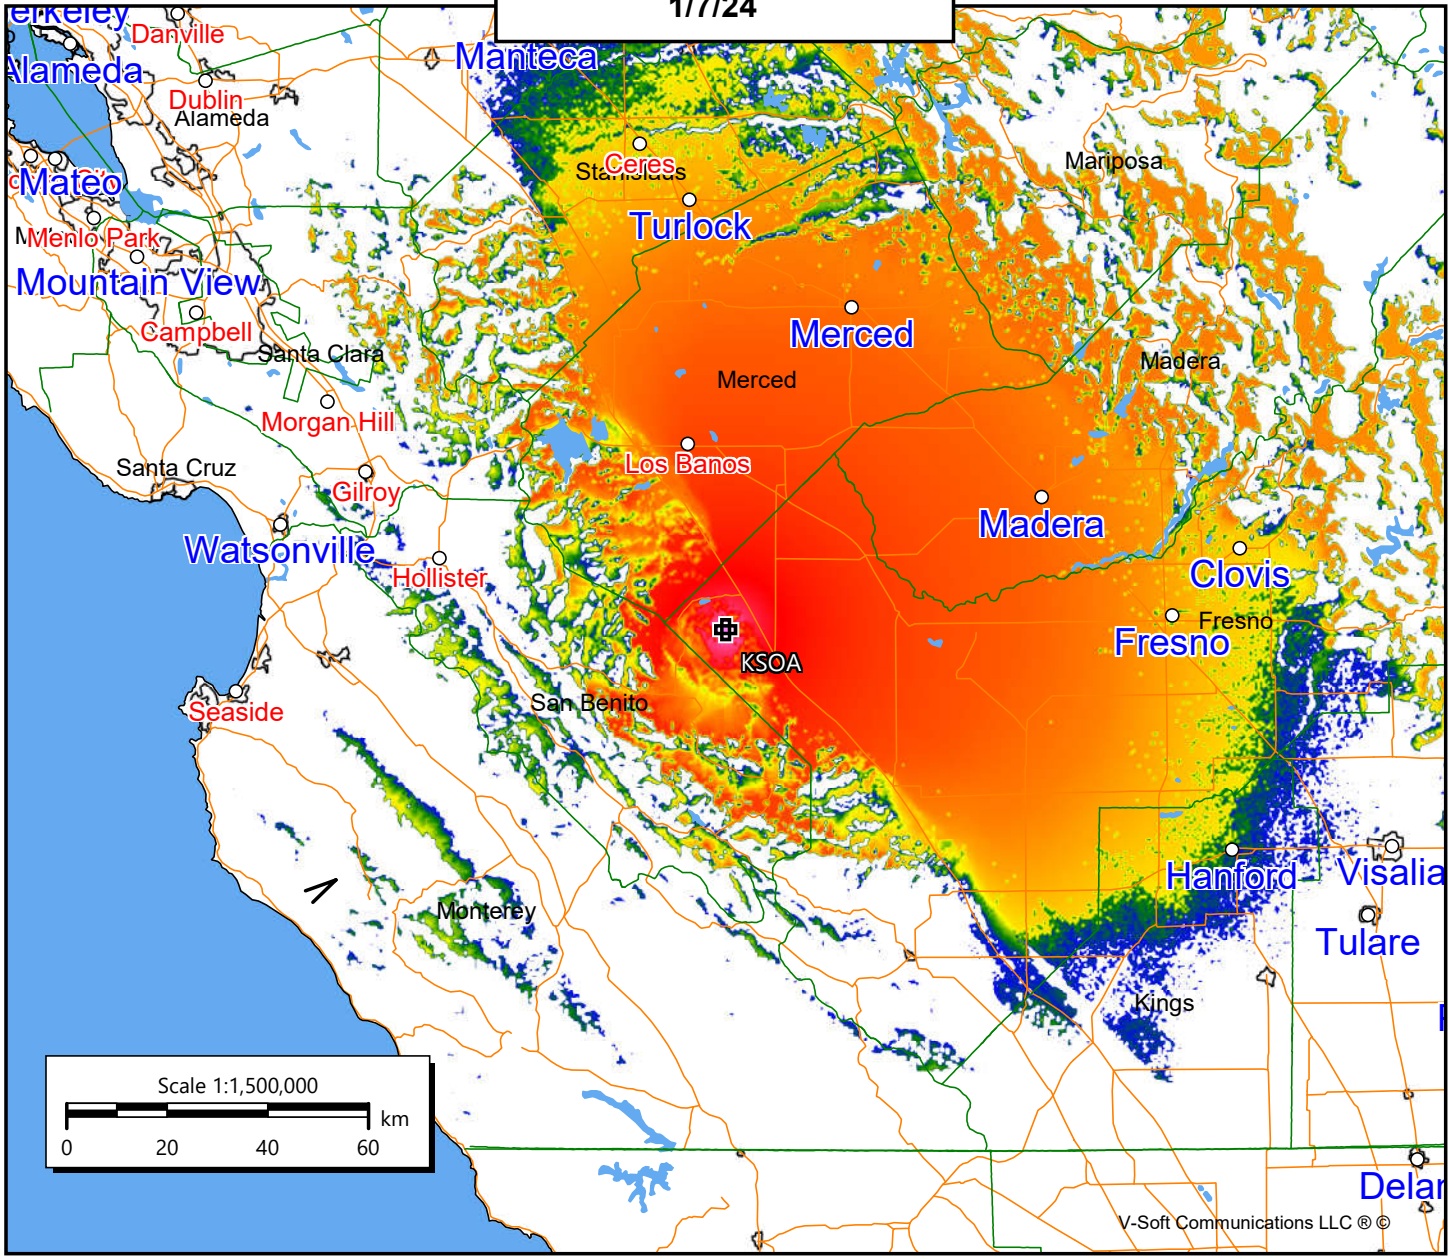 1/7/24
erkeley
Danville
Manteca
Alameda
Dublin
Alameda
Mariposa
Ceres
Stanislaus
Mateo
Turlock
Menlo Park
Mountain View
Merced
Campbell
Santa Clara
Madera
Merced
Morgan Hill
Santa Cruz
Los Banos
Gilroy
Madera
Watsonville
Hollister
Clovis
Fresno
Fresno
KSOA
San Benito
Seaside
Hanford
Visalia
Monterey
Tulare
Kings
Scale 1:1,500,000
km
0 20 40 60
Delan
V-Soft Communications LLC ® ©